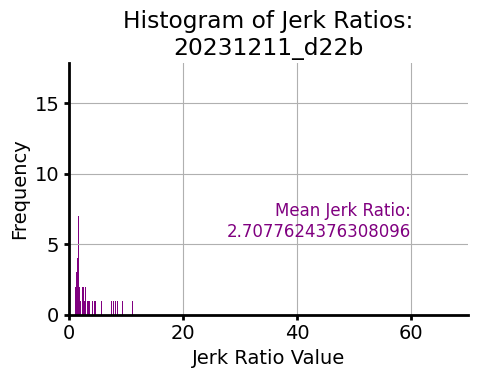 Histogram of Jerk Ratios:
20231211_d22b
Frequency
15
10
5
0
Mean Jerk Ratio:
2.7077624376308096
0 20 40 60
Jerk Ratio Value